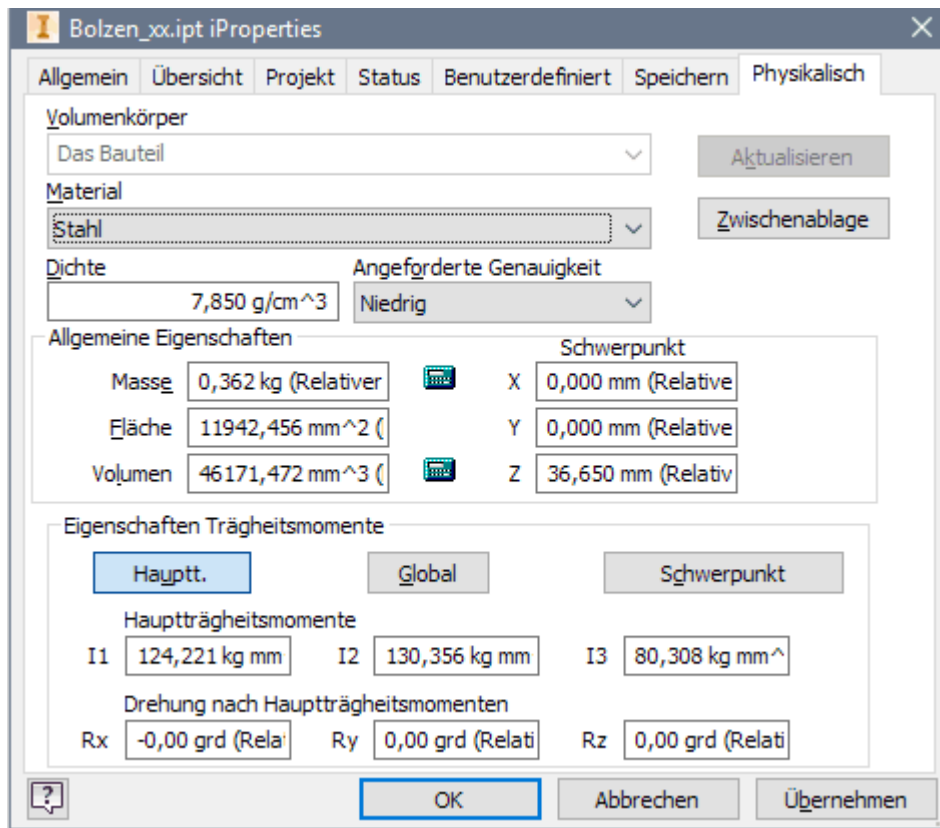 Bolzen_xx.ipt iProperties
Allgemein Übersicht Projekt Status Benutzerdefiniert Speichern Physikalisch
Volumenkörper
Das Bauteil Aktualisieren
Material
Stahl Zwischenablage
Dichte Angeforderte Genauigkeit
7,850 g/cm^3 Niedrig
Allgemeine Eigenschaften
Schwerpunkt
Masse 0,362 kg (Relativer X 0,000 mm (Relative
Fläche 11942,456 mm^2 ( Y 0,000 mm (Relative
Volumen 46171,472 mm^3 ( Z 36,650 mm (Relativ
Eigenschaften Trägheitsmomente
Hauptt. Global Schwerpunkt
Hauptträgheitsmomente
I1 124,221 kg mm I2 130,356 kg mm I3 80,308 kg mm^
Drehung nach Hauptträgheitsmomenten
Rx -0,00 grd (Relat Ry 0,00 grd (Relati Rz 0,00 grd (Relati
OK Abbrechen Übernehmen